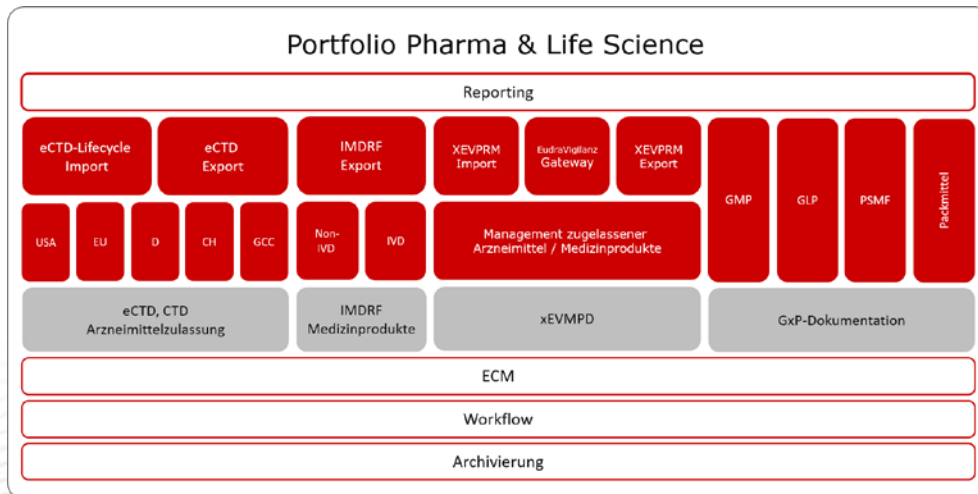 Portfolio Pharma & Life Science
Reporting
eCTD-Lifecycle
Import
eCTD
Export
IMDRF
Export
XEVPRM
Import
EudraVigilanz
Gateway
XEVPRM
Export
GMP
GLP
PSMF
Packmittel
USA
EU
D
CH
GCC
Non-
IVD
IVD
Management zugelassener
Arzneimittel / Medizinprodukte
eCTD, CTD
Arzneimittelzulassung
IMDRF
Medizinprodukte
xEVMPD
GxP-Dokumentation
ECM
Workflow
Archivierung